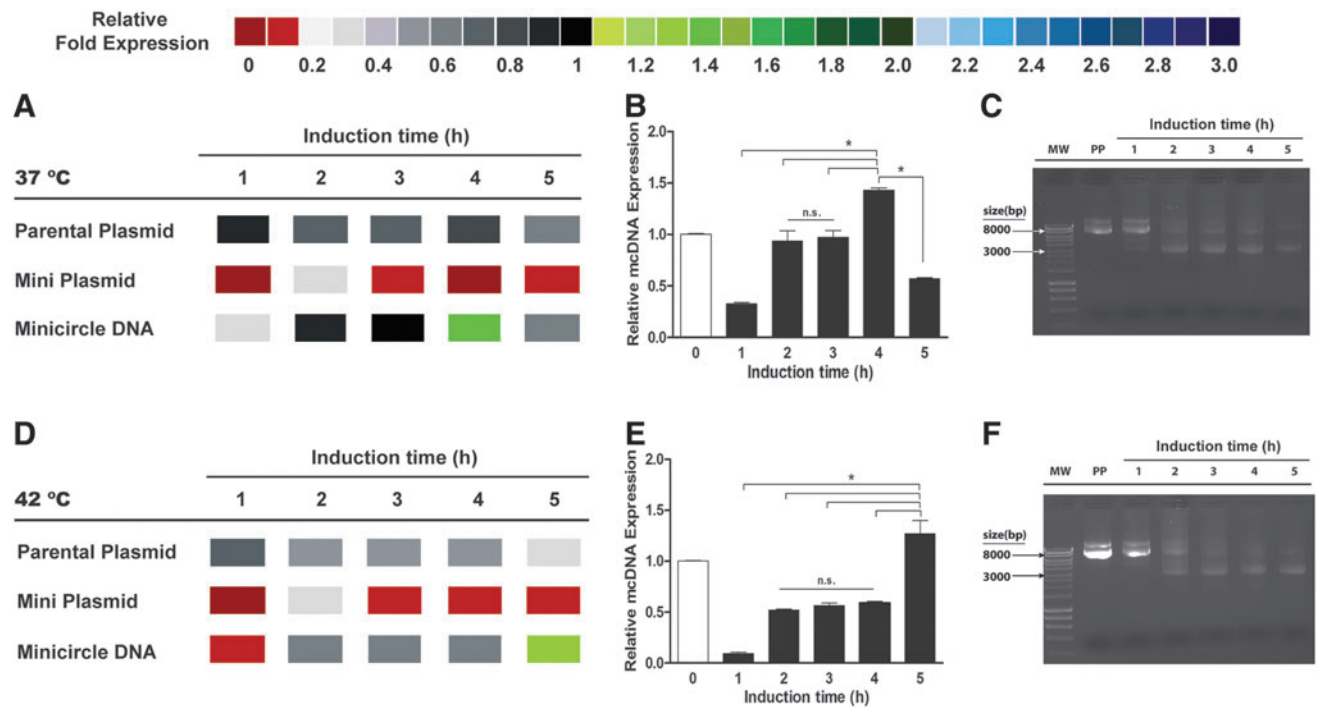 Relative
Fold Expression
0 0.2 0.4 0.6 0.8 1 1.2 1.4 1.6 1.8 2.0 2.2 2.4 2.6 2.8 3.0
A
Induction time (h)
37 ºC 1 2 3 4 5
Parental Plasmid
Mini Plasmid
Minicircle DNA
B
Relative mcDNA Expression
2.0
1.5
1.0
0.5
0.0
*
*
n.s.
0 1 2 3 4 5
Induction time (h)
C
Induction time (h)
MW PP 1 2 3 4 5
size(bp)
8000
3000
D
Induction time (h)
42 ºC 1 2 3 4 5
Parental Plasmid
Mini Plasmid
Minicircle DNA
E
Relative mcDNA Expression
2.0
1.5
1.0
0.5
0.0
*
n.s.
0 1 2 3 4 5
Induction time (h)
F
Induction time (h)
MW PP 1 2 3 4 5
size(bp)
8000
3000